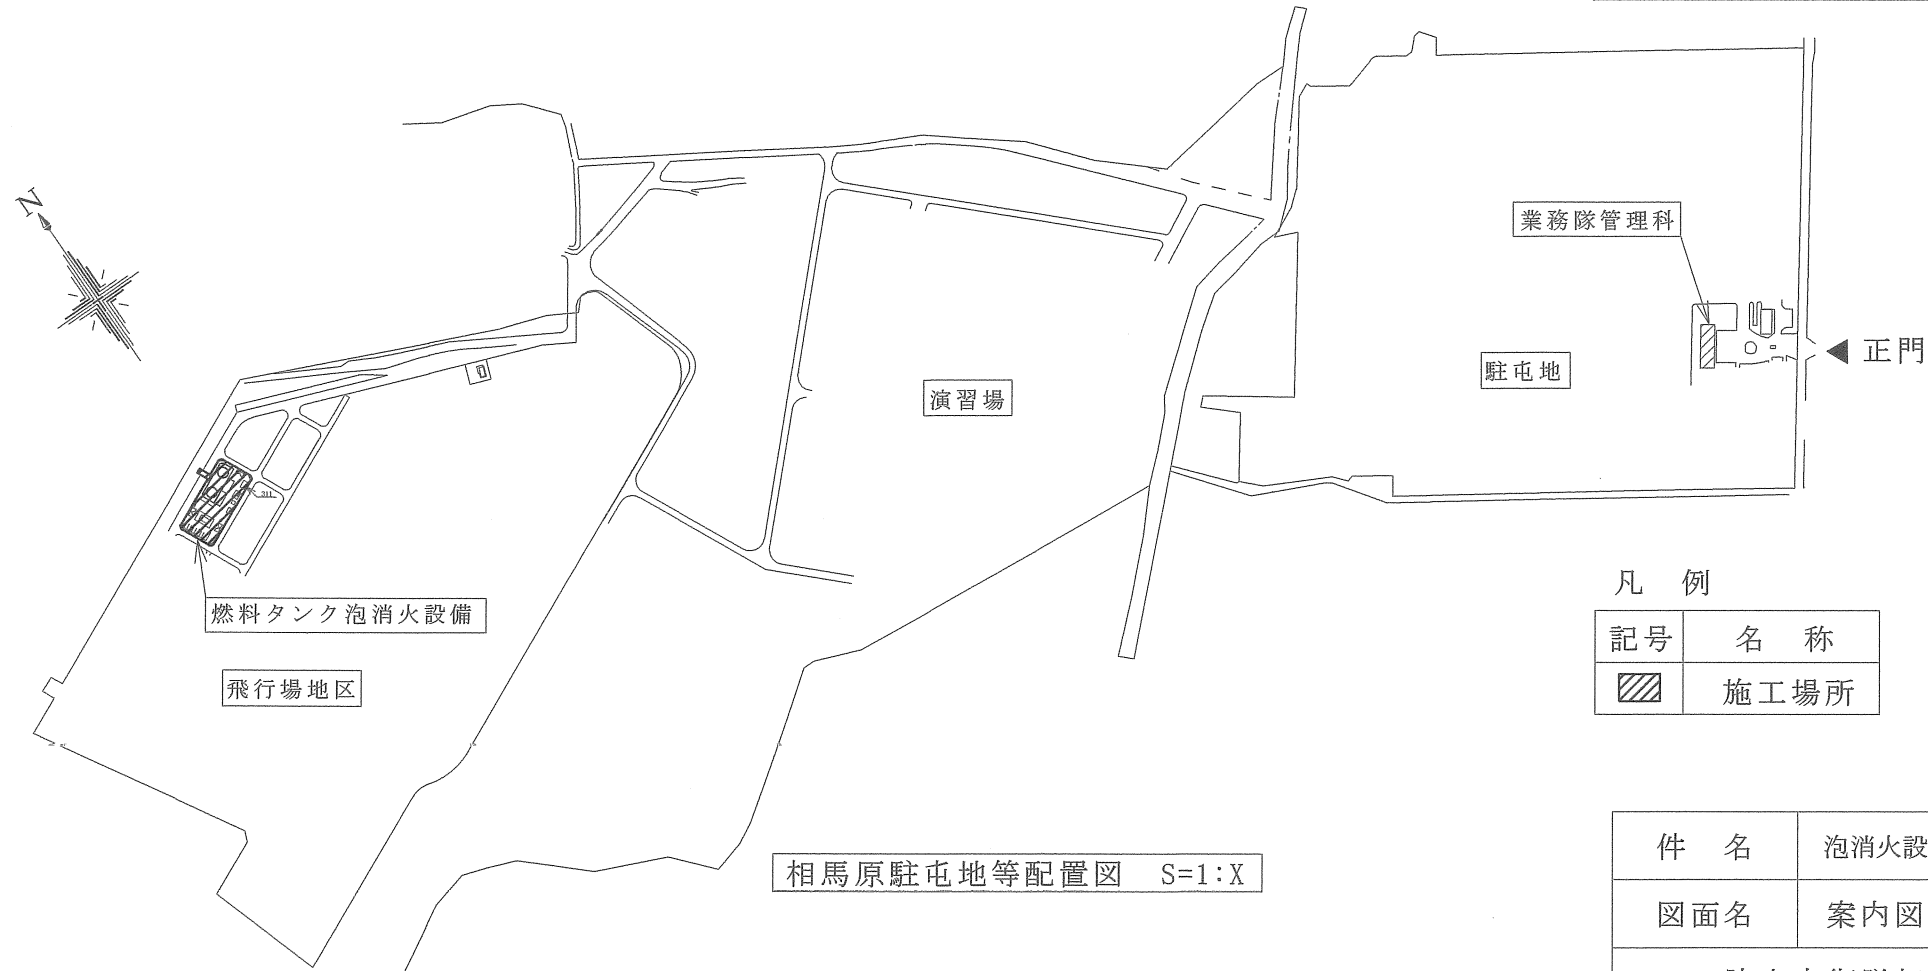 N
業務隊管理科
正門
駐屯地
演習場
311
燃料タンク泡消火設備
飛行場地区
凡 例
記号 名 称
施工場所
相馬原駐屯地等配置図 S=1:X
件 名 泡消火設
図面名 案内図